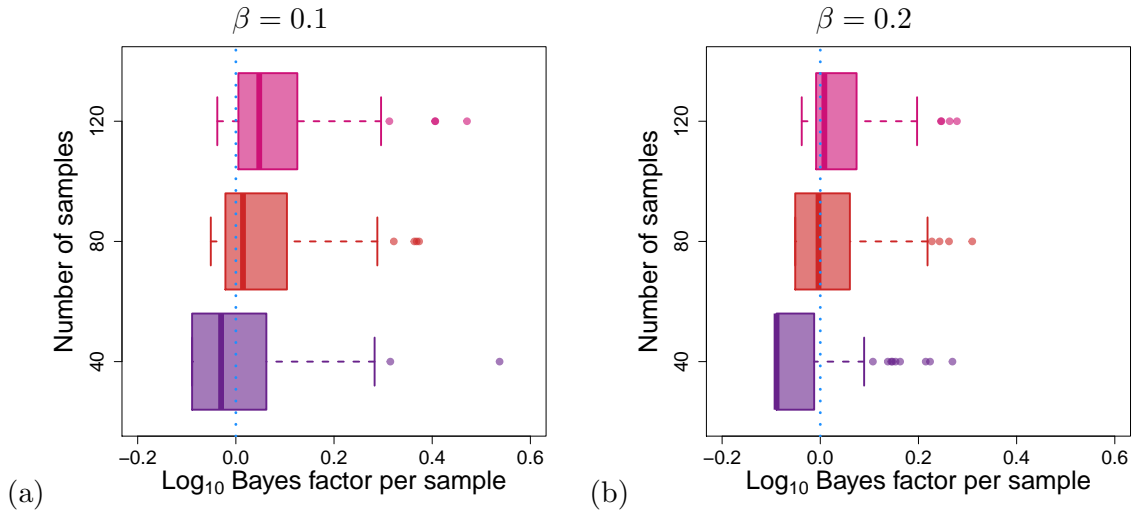 β = 0.1
Number of samples
120
80
40
−0.2 0.0 0.2 0.4 0.6
Log₁₀ Bayes factor per sample
(a)
β = 0.2
Number of samples
120
80
40
−0.2 0.0 0.2 0.4 0.6
Log₁₀ Bayes factor per sample
(b)